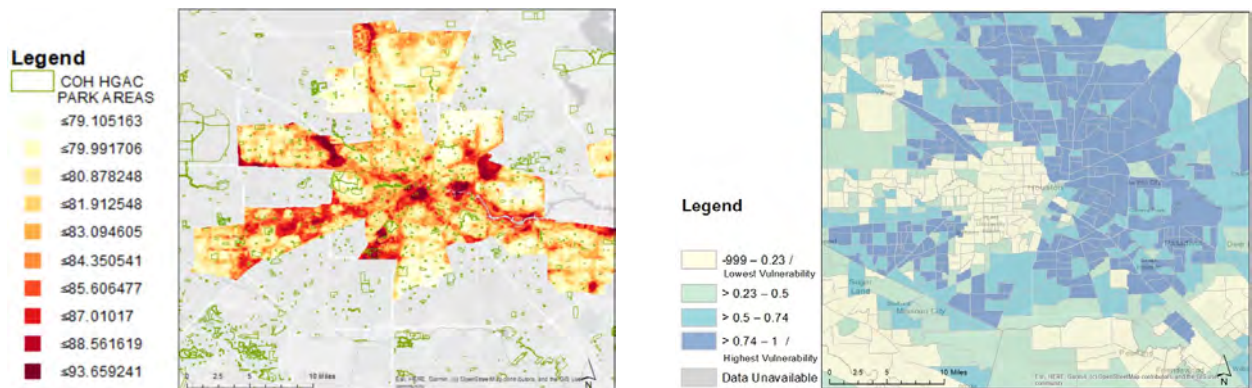 Legend
COH HGAC
PARK AREAS
≤79.105163
≤79.991706
≤80.878248
≤81.912548
≤83.094605
≤84.350541
≤85.606477
≤87.01017
≤88.561619
≤93.659241
0 2.5 5 10 Miles
N
Legend
-999 – 0.23 /
Lowest Vulnerability
> 0.23 – 0.5
> 0.5 – 0.74
> 0.74 – 1 /
Highest Vulnerability
Data Unavailable
Houston
Sugar
Land
Missouri City
0 2.5 5 10 Miles
N